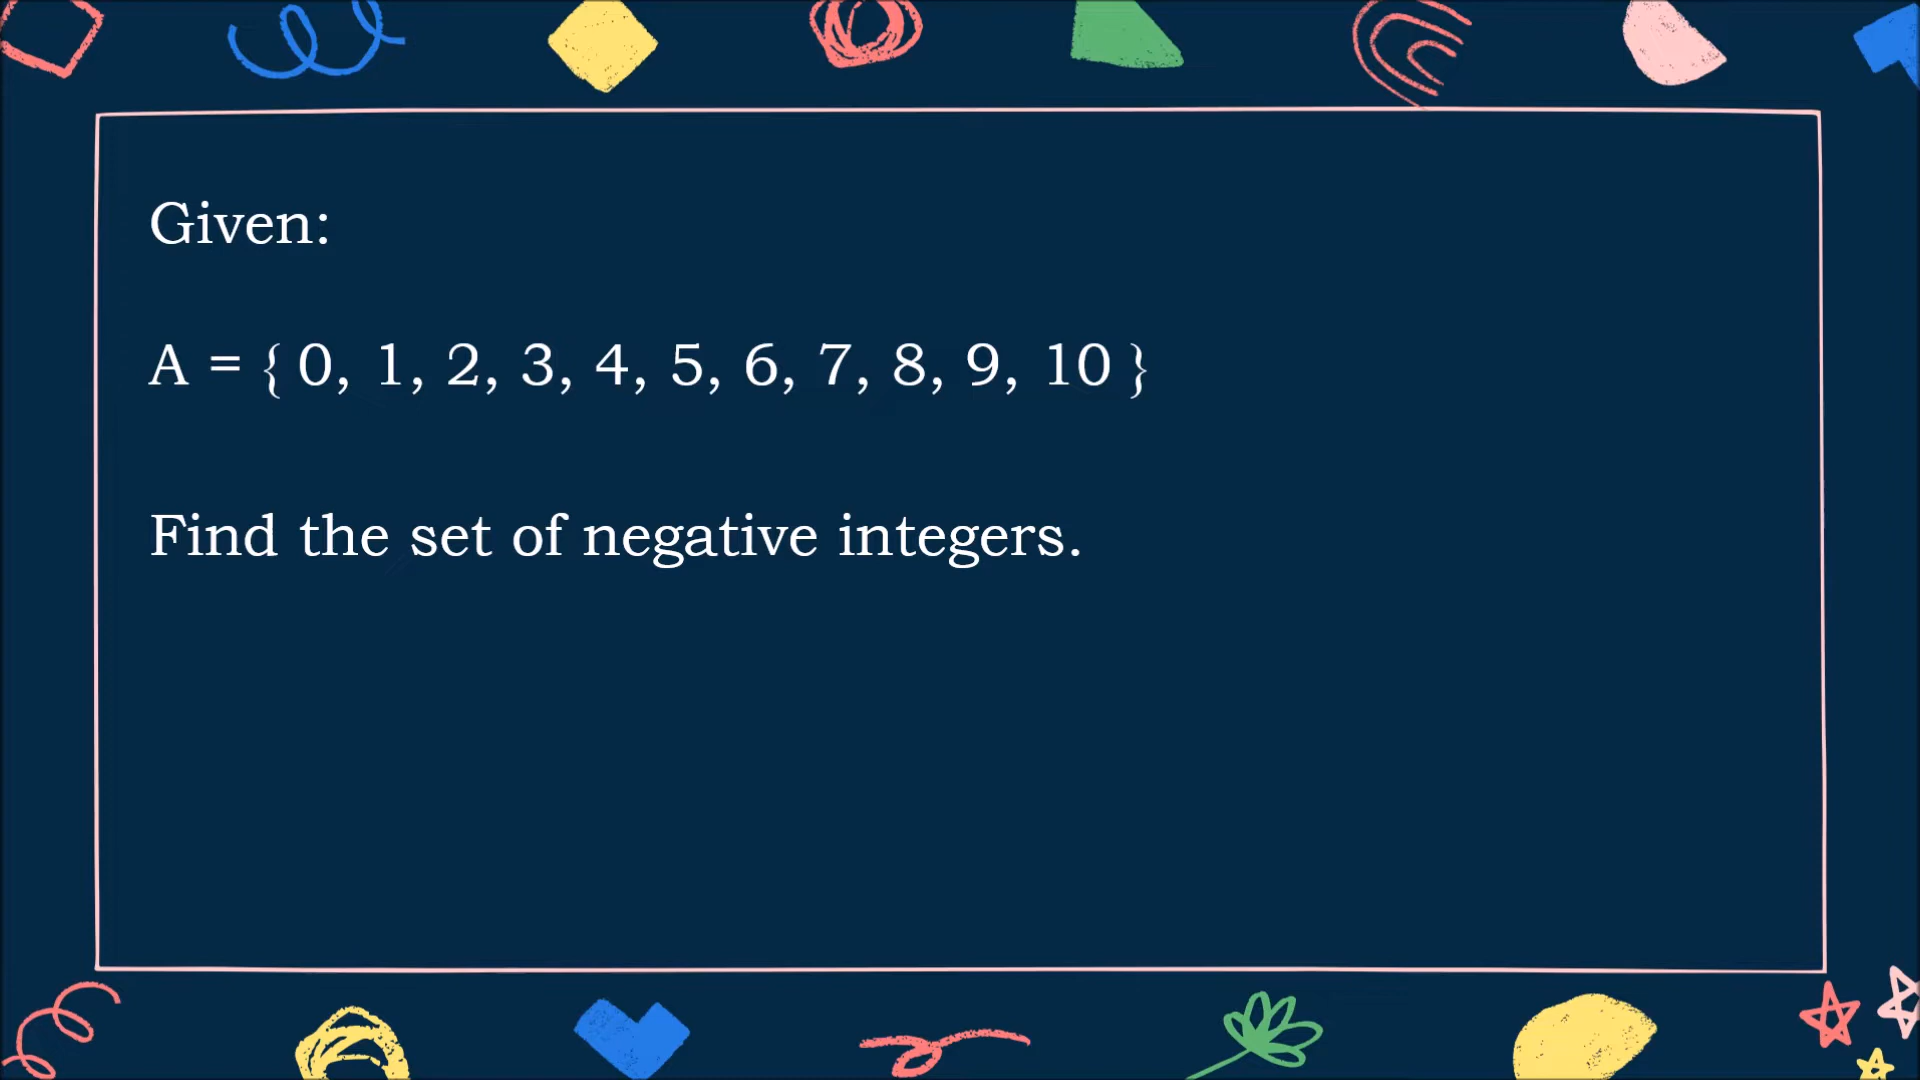 Given:
A = { 0, 1, 2, 3, 4, 5, 6, 7, 8, 9, 10 }
Find the set of negative integers.